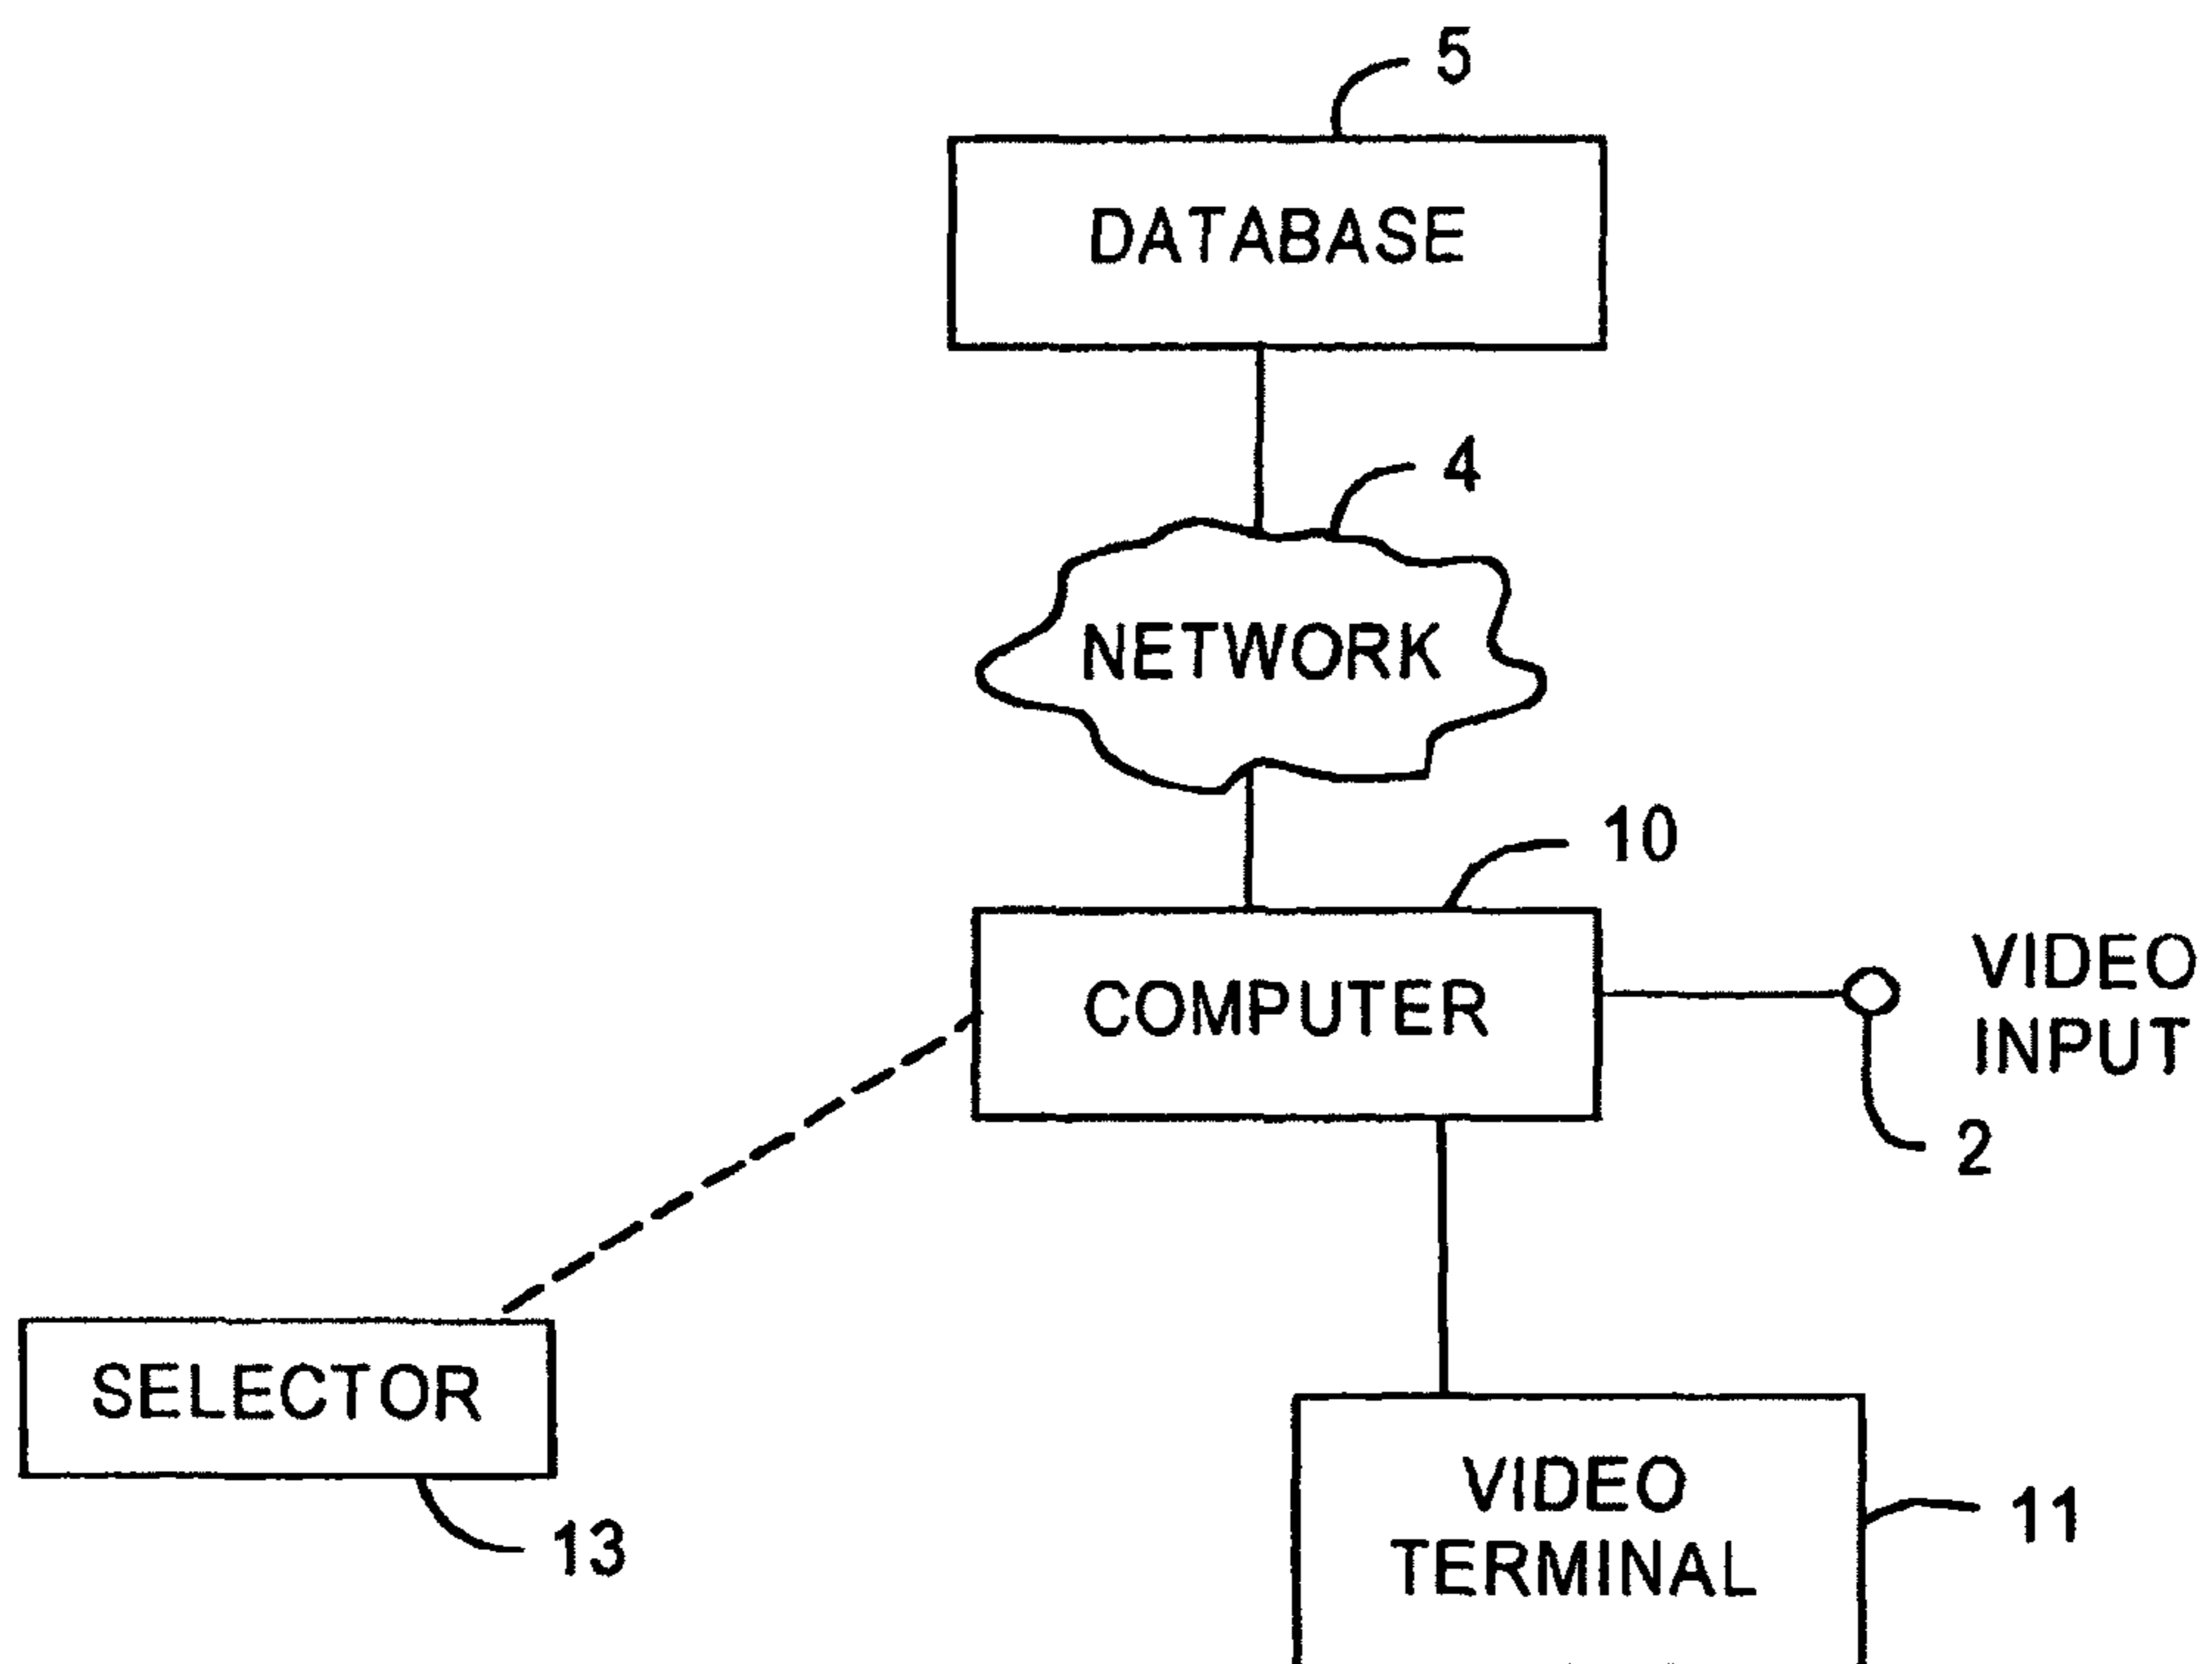 5
DATABASE
4
NETWORK
10
COMPUTER
VIDEO
INPUT
2
SELECTOR
13
VIDEO
TERMINAL
11